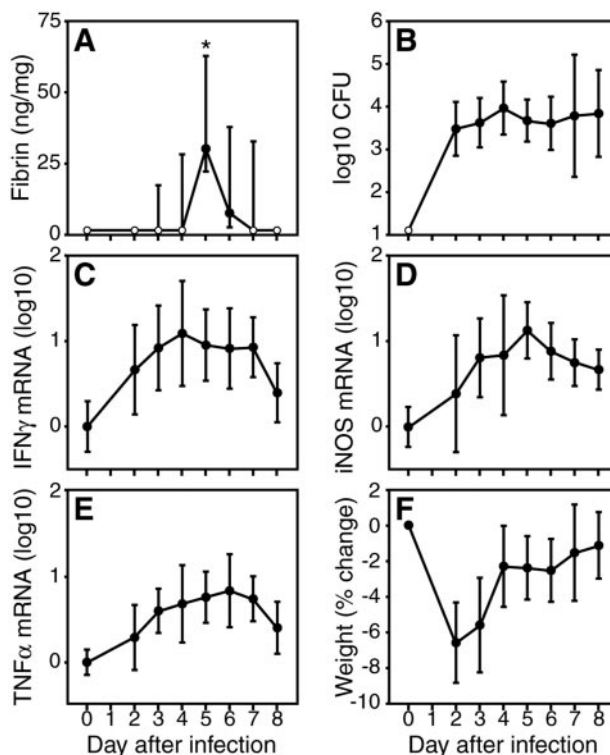 A
*
Fibrin (ng/mg)
75
50
25
0
B
log10 CFU
6
5
4
3
2
1
C
IFNγ mRNA (log10)
2
1
0
D
iNOS mRNA (log10)
2
1
0
E
TNFα mRNA (log10)
2
1
0
0 1 2 3 4 5 6 7 8
Day after infection
F
Weight (% change)
2
0
-2
-4
-6
-8
-10
0 1 2 3 4 5 6 7 8
Day after infection